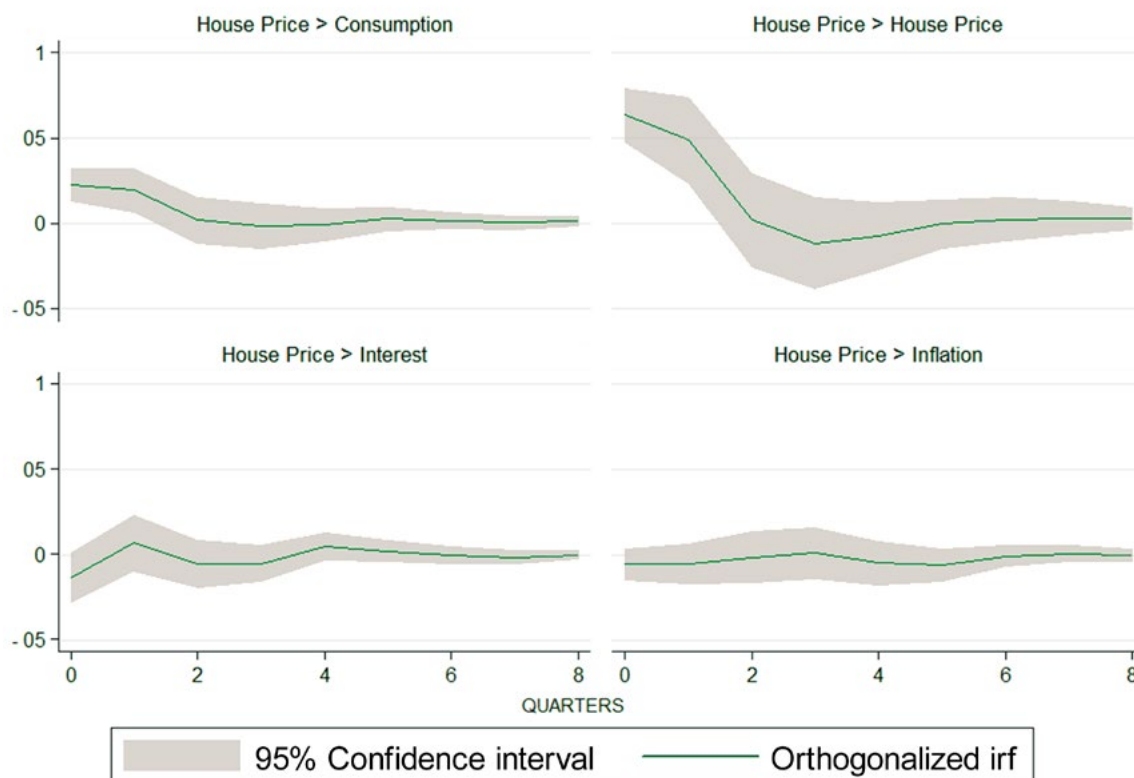 House Price > Consumption
House Price > House Price
1
05
0
- 05
House Price > Interest
House Price > Inflation
1
05
0
- 05
0 2 4 6 8
0 2 4 6 8
QUARTERS
95% Confidence interval
Orthogonalized irf